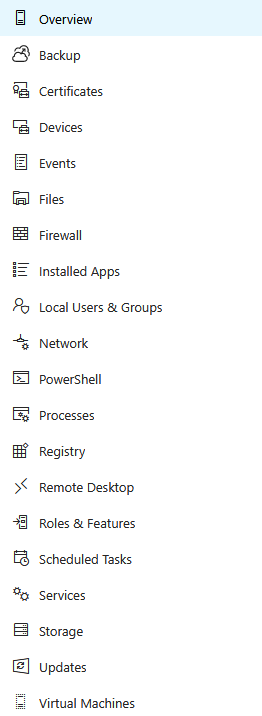 Overview
Backup
Certificates
Devices
Events
Files
Firewall
Installed Apps
Local Users & Groups
Network
PowerShell
Processes
Registry
Remote Desktop
Roles & Features
Scheduled Tasks
Services
Storage
Updates
Virtual Machines